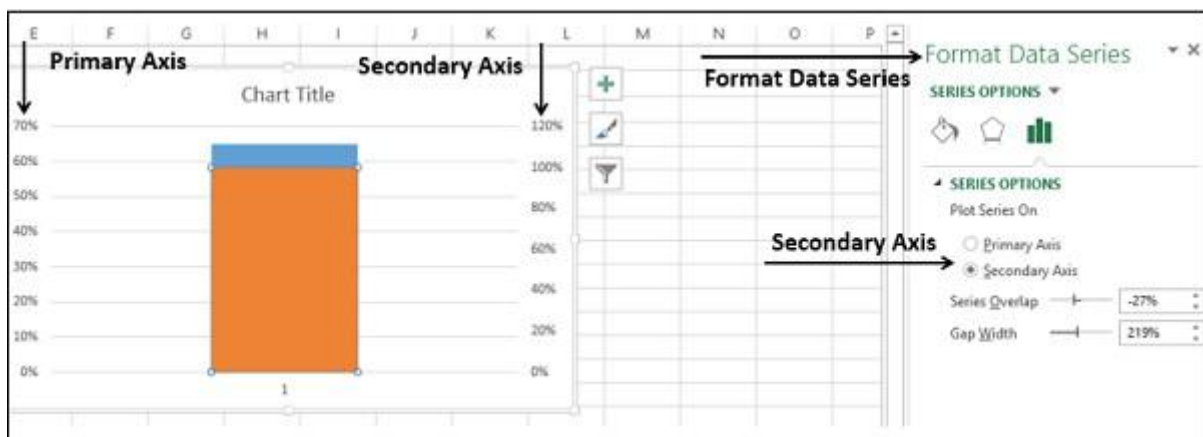 E F G H I J K L M N O P
Primary Axis
Secondary Axis
Format Data Series
Chart Title
70%
60%
50%
40%
30%
20%
10%
0%
120%
100%
80%
60%
40%
20%
0%
1
Format Data Series
SERIES OPTIONS
SERIES OPTIONS
Plot Series On
Primary Axis
Secondary Axis
Secondary Axis
Series Overlap -27%
Gap Width 219%